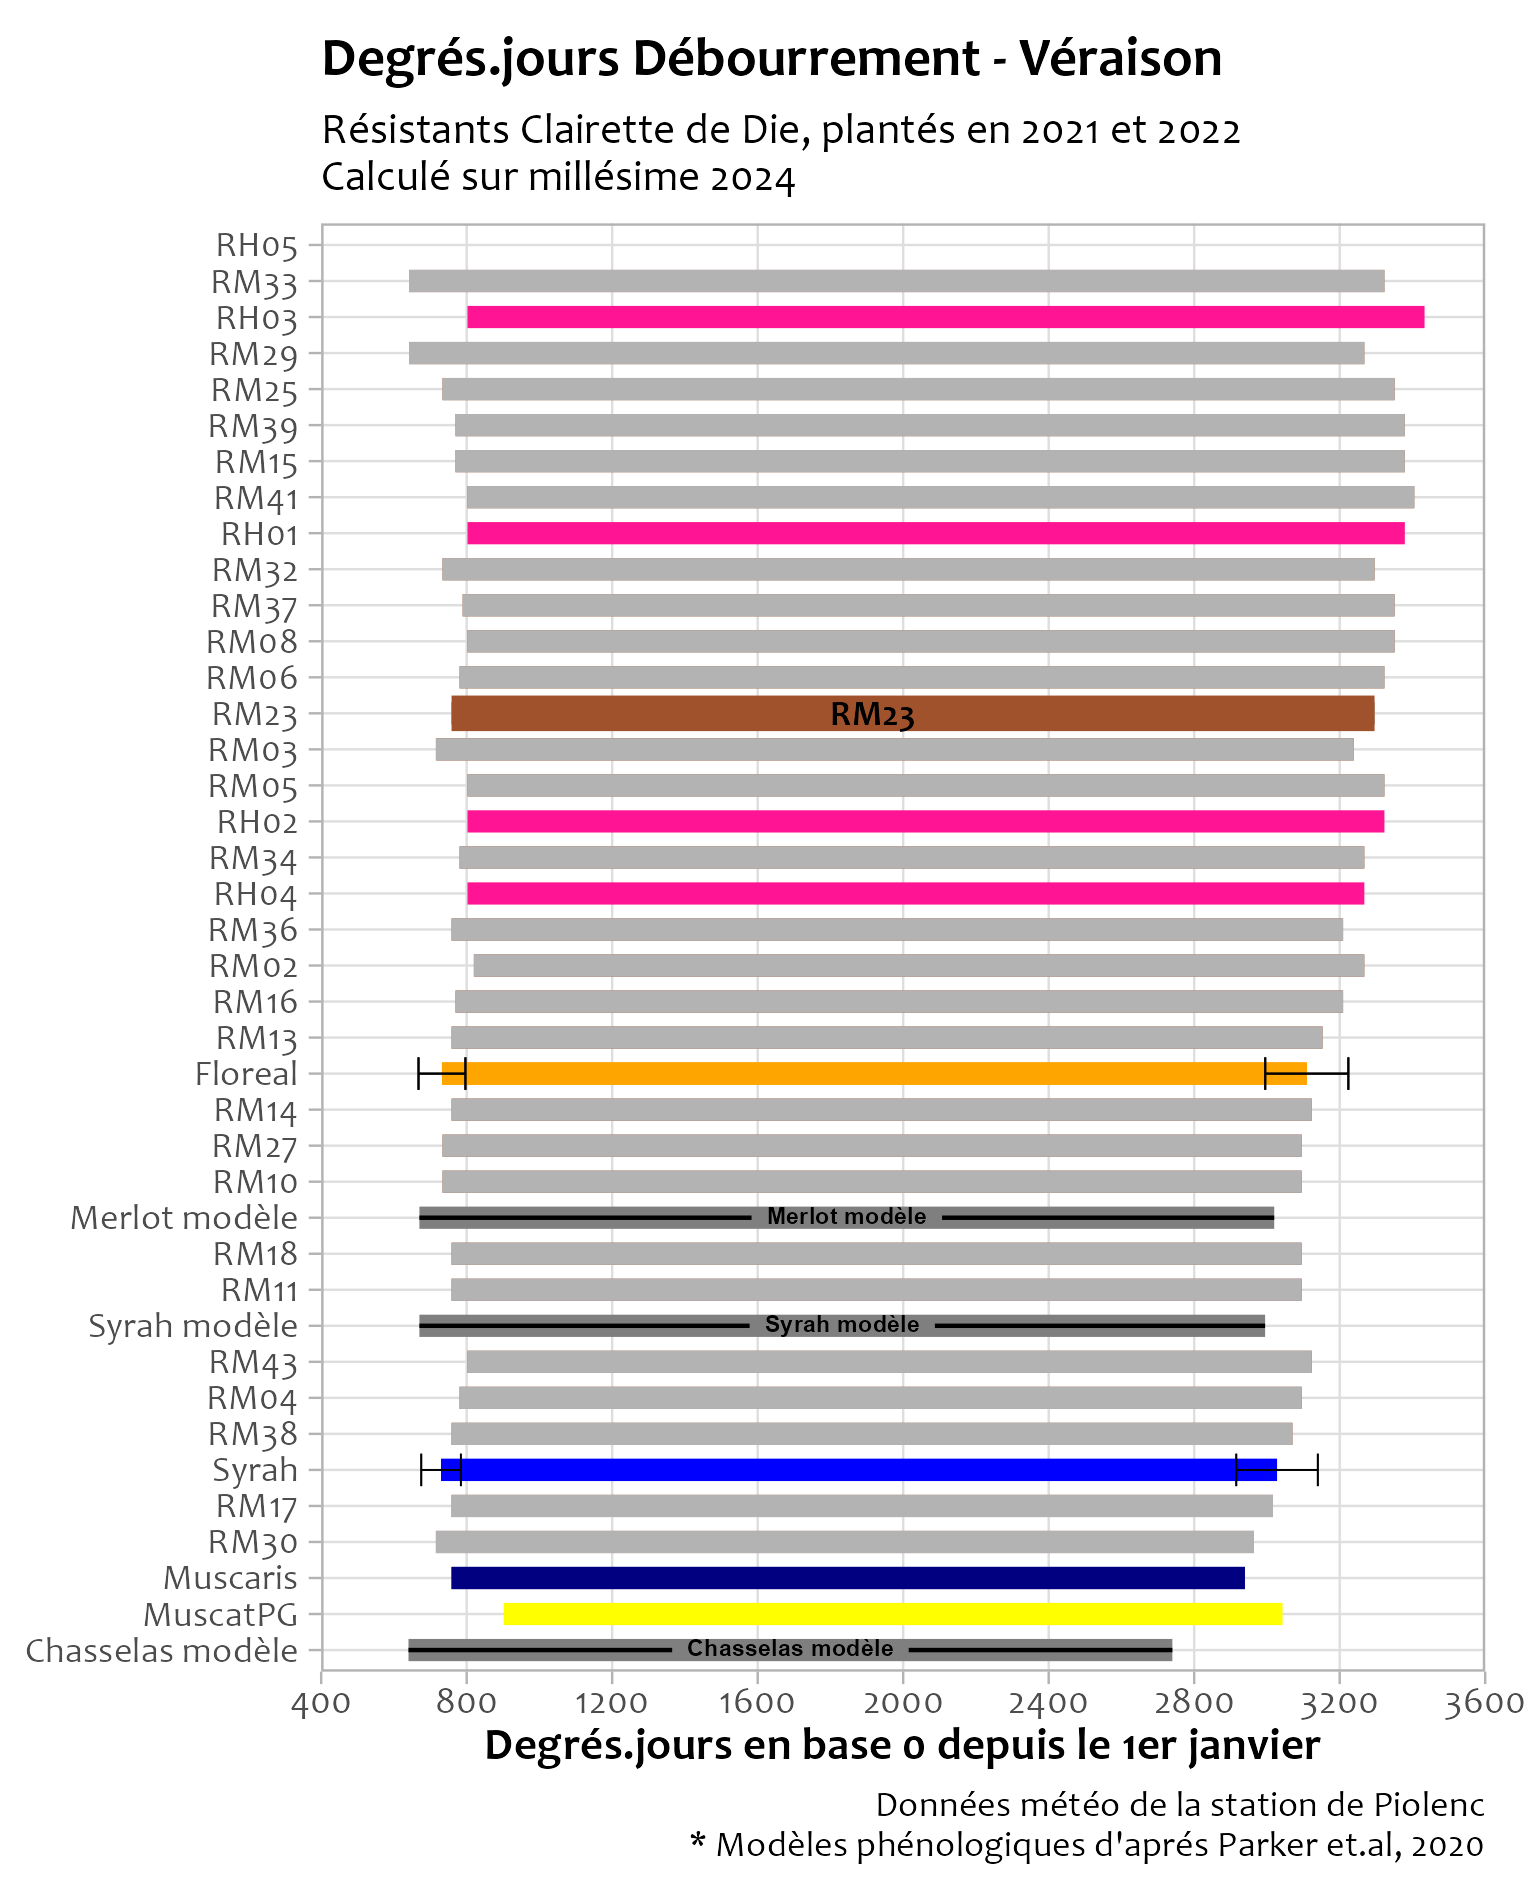 Degrés.jours Débourrement - Véraison
Résistants Clairette de Die, plantés en 2021 et 2022
Calculé sur millésime 2024
RH05
RM33
RH03
RM29
RM25
RM39
RM15
RM41
RH01
RM32
RM37
RM08
RM06
RM23 RM23
RM03
RM05
RH02
RM34
RH04
RM36
RM02
RM16
RM13
Floreal
RM14
RM27
RM10
Merlot modèle Merlot modèle
RM18
RM11
Syrah modèle Syrah modèle
RM43
RM04
RM38
Syrah
RM17
RM30
Muscaris
MuscatPG
Chasselas modèle Chasselas modèle
400 800 1200 1600 2000 2400 2800 3200 3600
Degrés.jours en base 0 depuis le 1er janvier
Données météo de la station de Piolenc
* Modèles phénologiques d'aprés Parker et.al, 2020